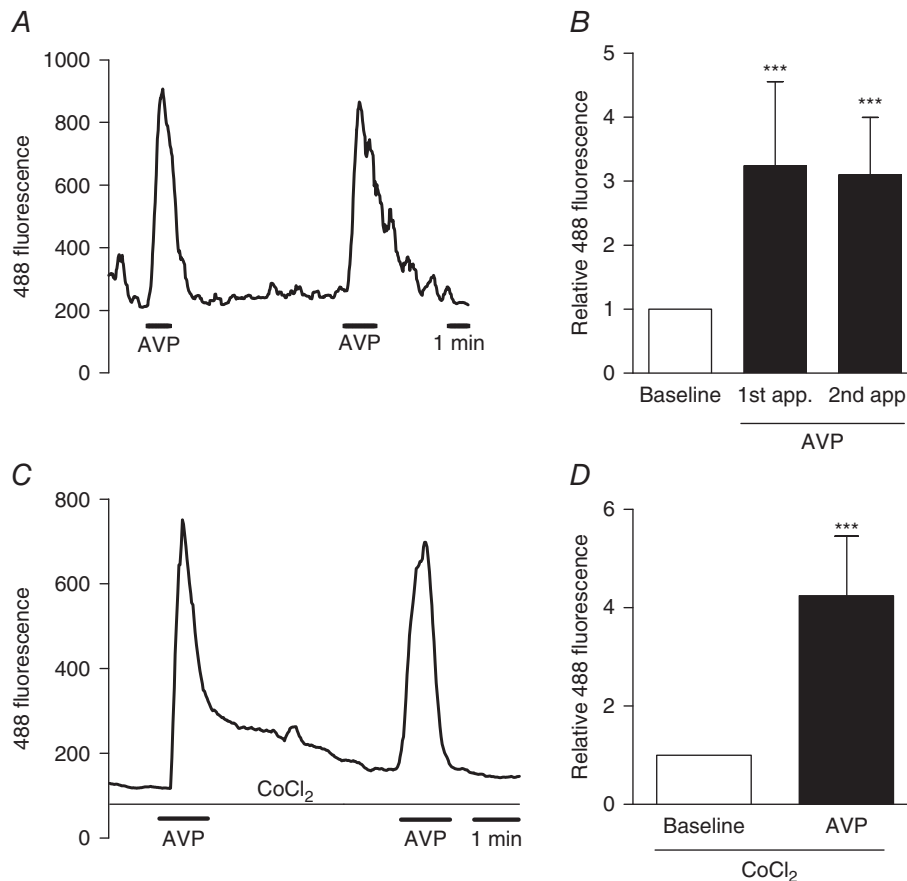 A
488 fluorescence
1000
800
600
400
200
0
AVP
AVP
1 min
B
Relative 488 fluorescence
5
4
3
2
1
0
***
***
Baseline
1st app.
2nd app
AVP
C
488 fluorescence
800
600
400
200
0
CoCl₂
AVP
AVP
1 min
D
Relative 488 fluorescence
6
4
2
0
***
Baseline
AVP
CoCl₂